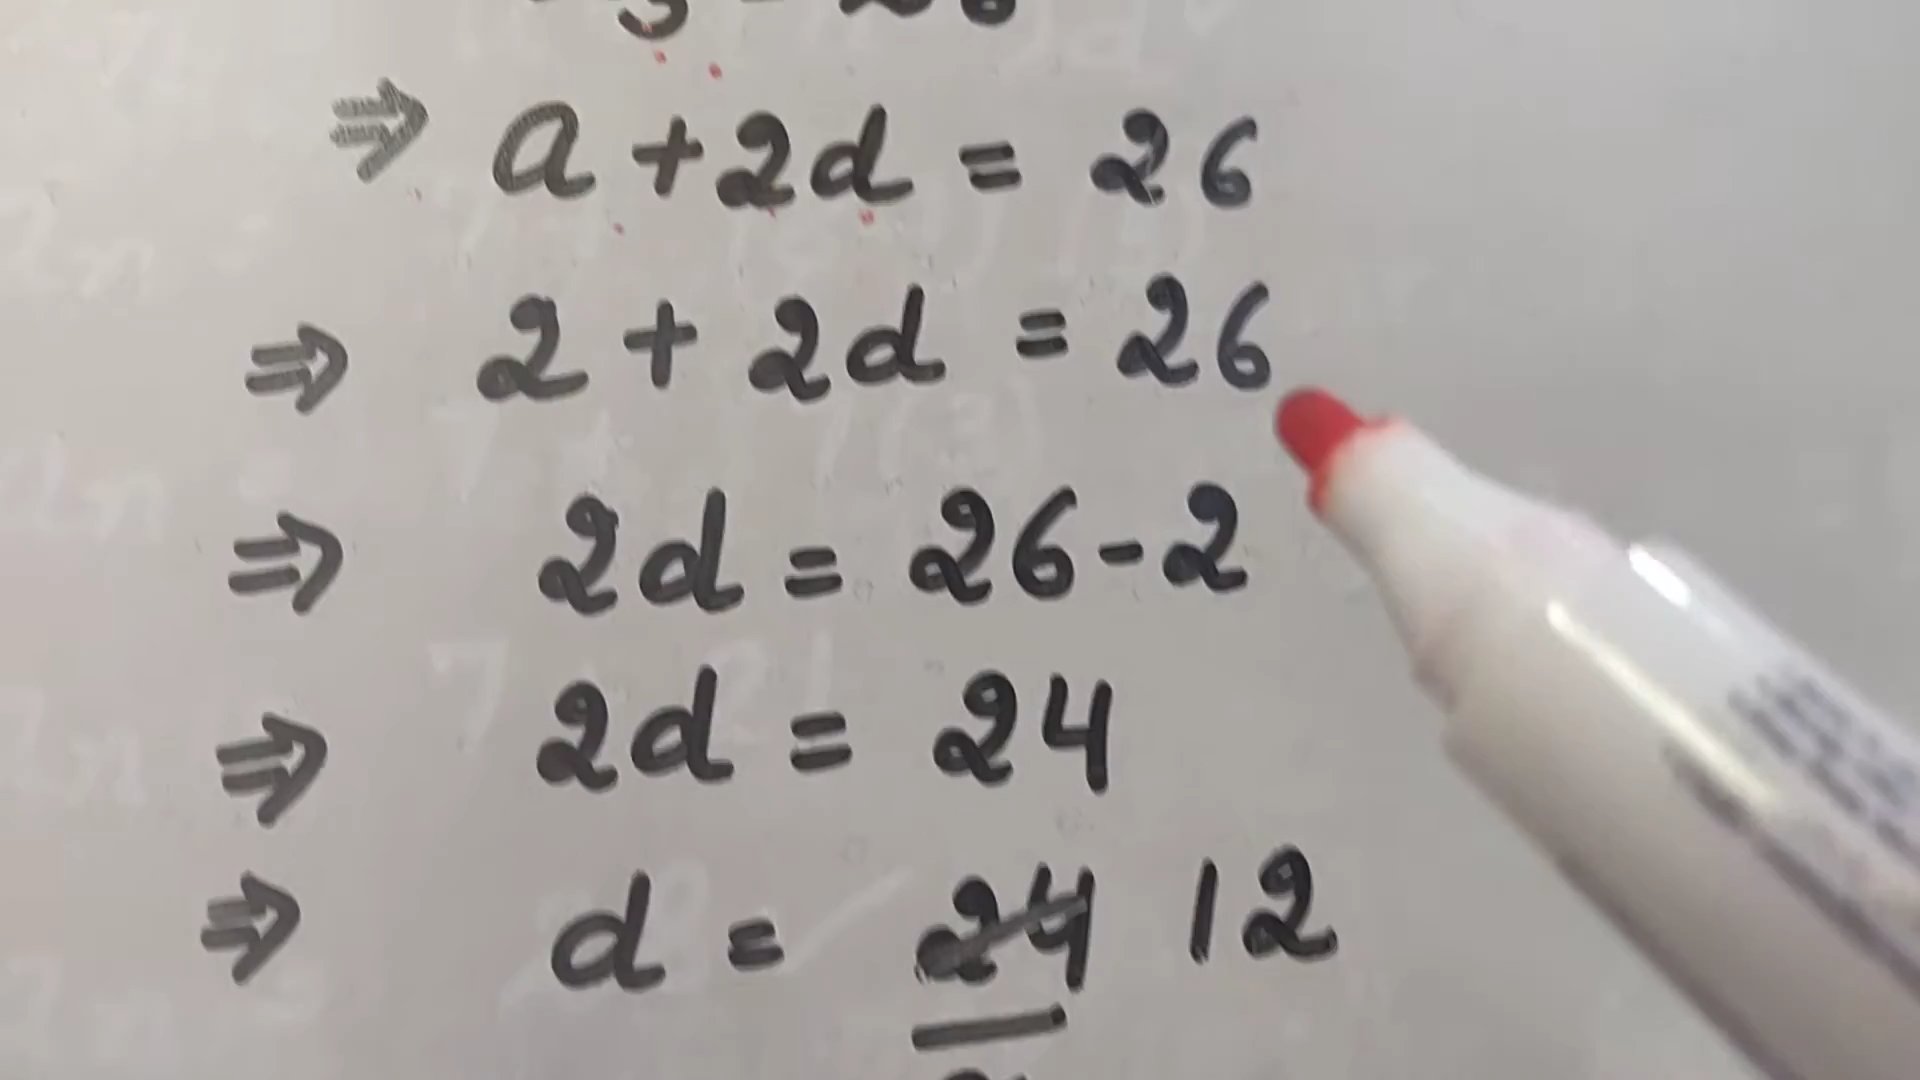 ⇒ a + 2d = 26
⇒ 2 + 2d = 26
⇒ 2d = 26 - 2
⇒ 2d = 24
⇒ d = 24 12